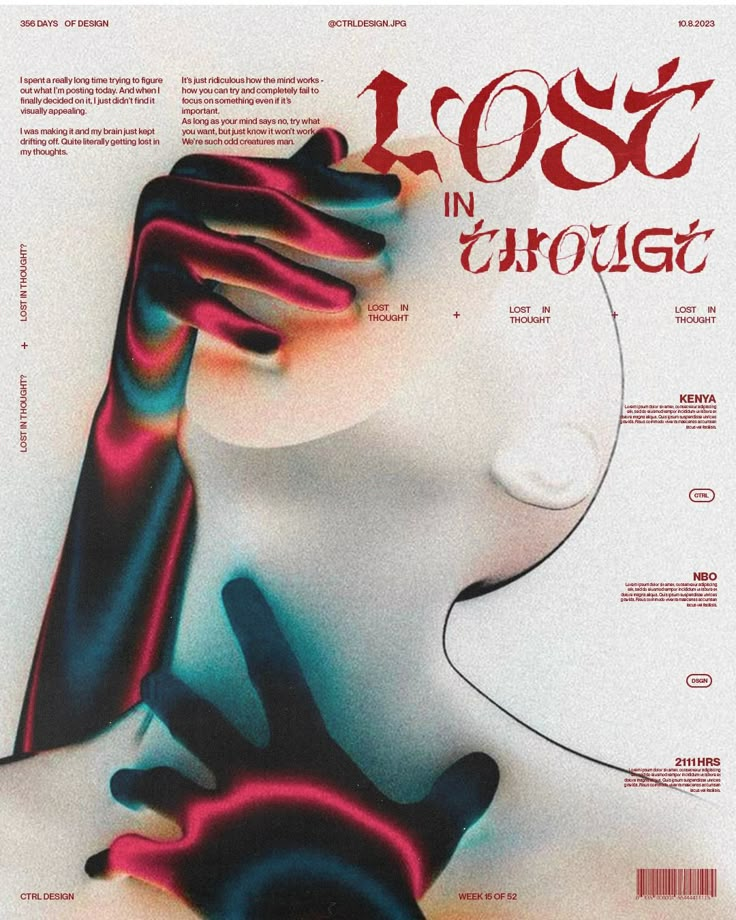 356 DAYS OF DESIGN
@CTRLDESIGN.JPG
10.8.2023
I spent a really long time trying to figure
out what I'm posting today. And when I
finally decided on it, I just didn't find it
visually appealing.
I was making it and my brain just kept
drifting off. Quite literally getting lost in
my thoughts.
It's just ridiculous how the mind works -
how you can try and completely fail to
focus on something even if it's
important.
As long as your mind says no, try what
you want, but just know it won't work.
We're such odd creatures man.
LOST
IN
THOUGT
LOST IN THOUGHT?
+
LOST IN THOUGHT?
LOST IN
THOUGHT
+
LOST IN
THOUGHT
+
LOST IN
THOUGHT
KENYA
CTRL
NBO
DSGN
2111 HRS
CTRL DESIGN
WEEK 15 OF 52